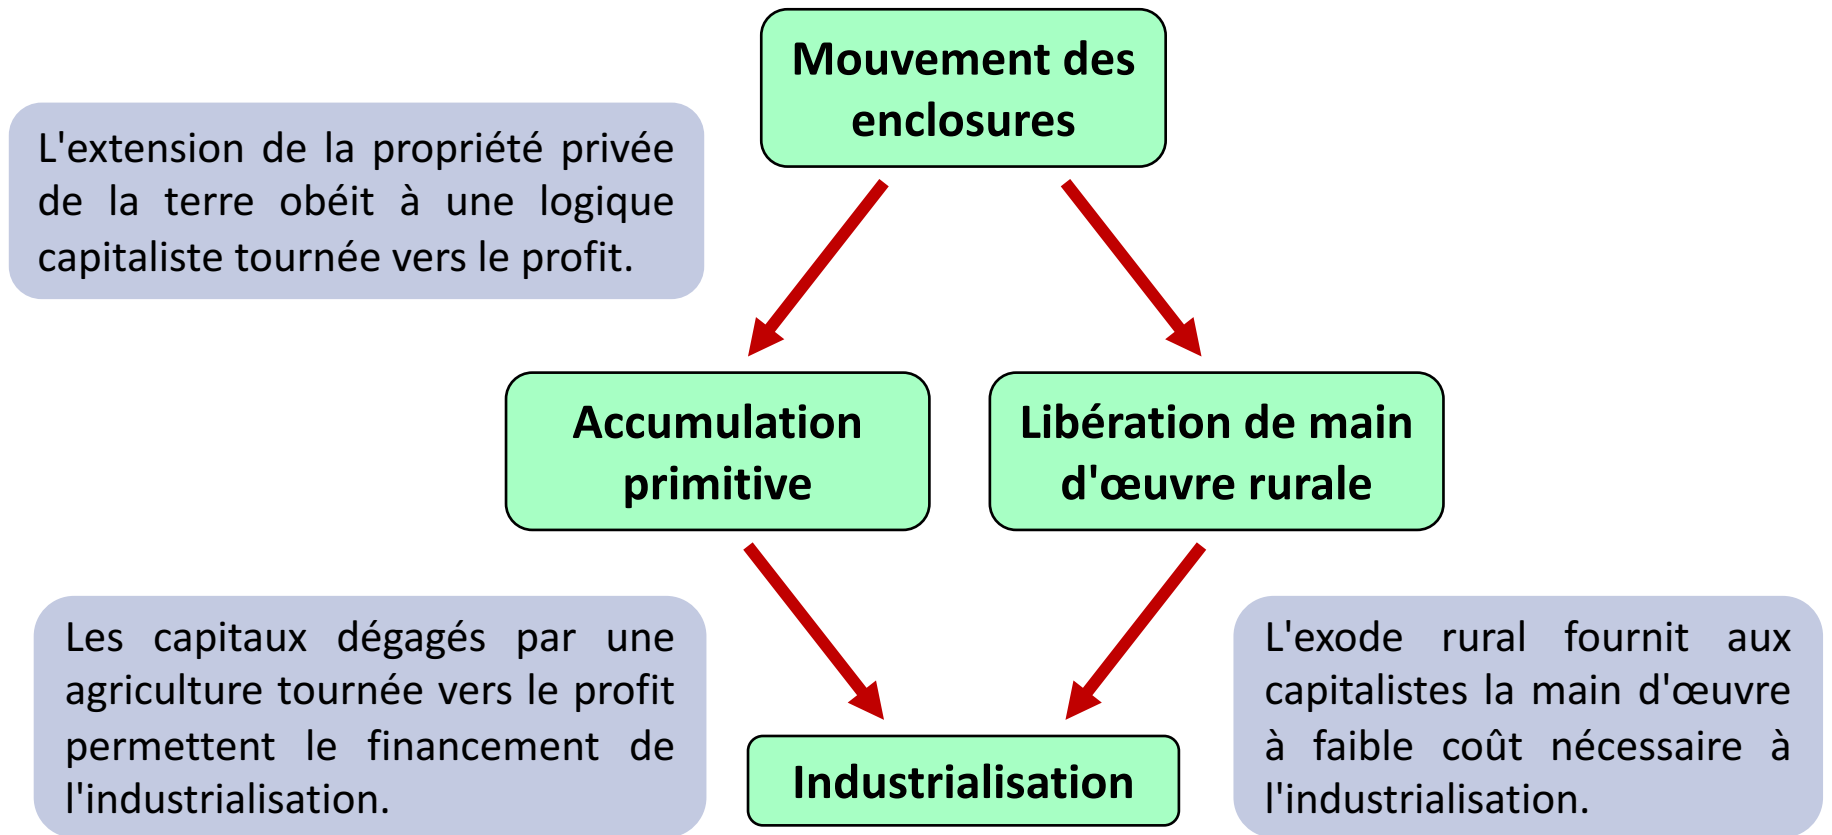 Mouvement des
enclosures
L'extension de la propriété privée
de la terre obéit à une logique
capitaliste tournée vers le profit.
Accumulation
primitive
Libération de main
d'œuvre rurale
Les capitaux dégagés par une
agriculture tournée vers le profit
permettent le financement de
l'industrialisation.
L'exode rural fournit aux
capitalistes la main d'œuvre
à faible coût nécessaire à
l'industrialisation.
Industrialisation